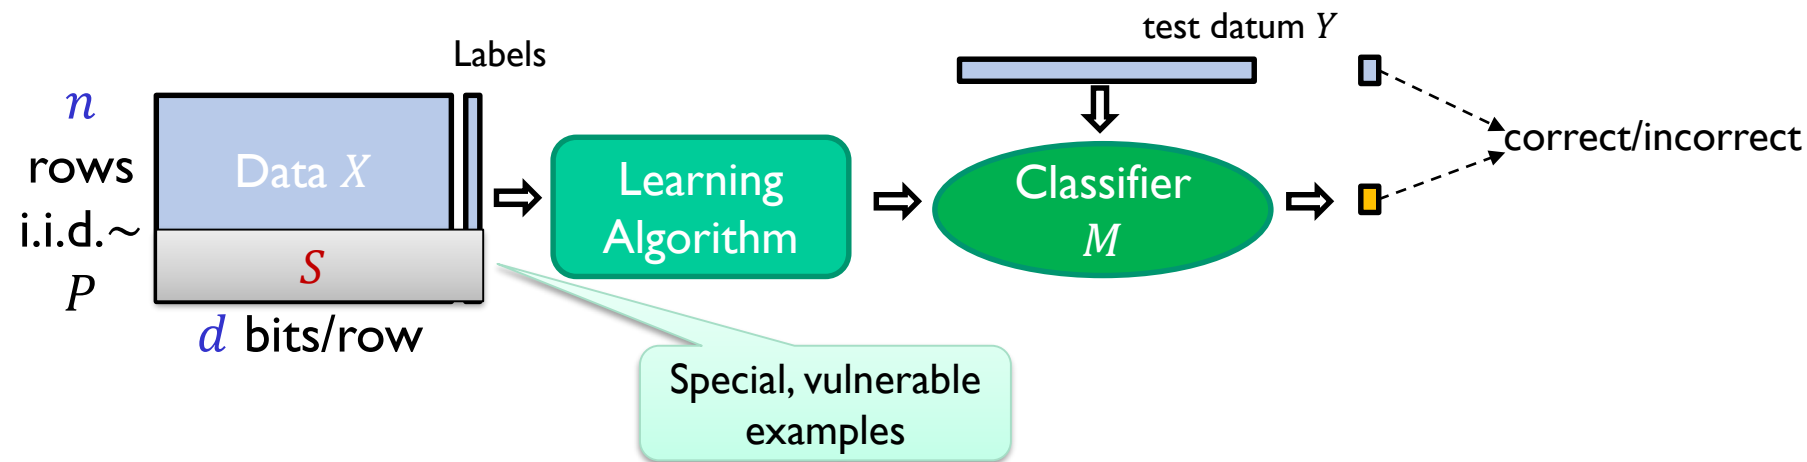 test datum Y
Labels
n
rows
i.i.d.~
P
Data X
S
d bits/row
Learning
Algorithm
Classifier
M
correct/incorrect
Special, vulnerable
examples